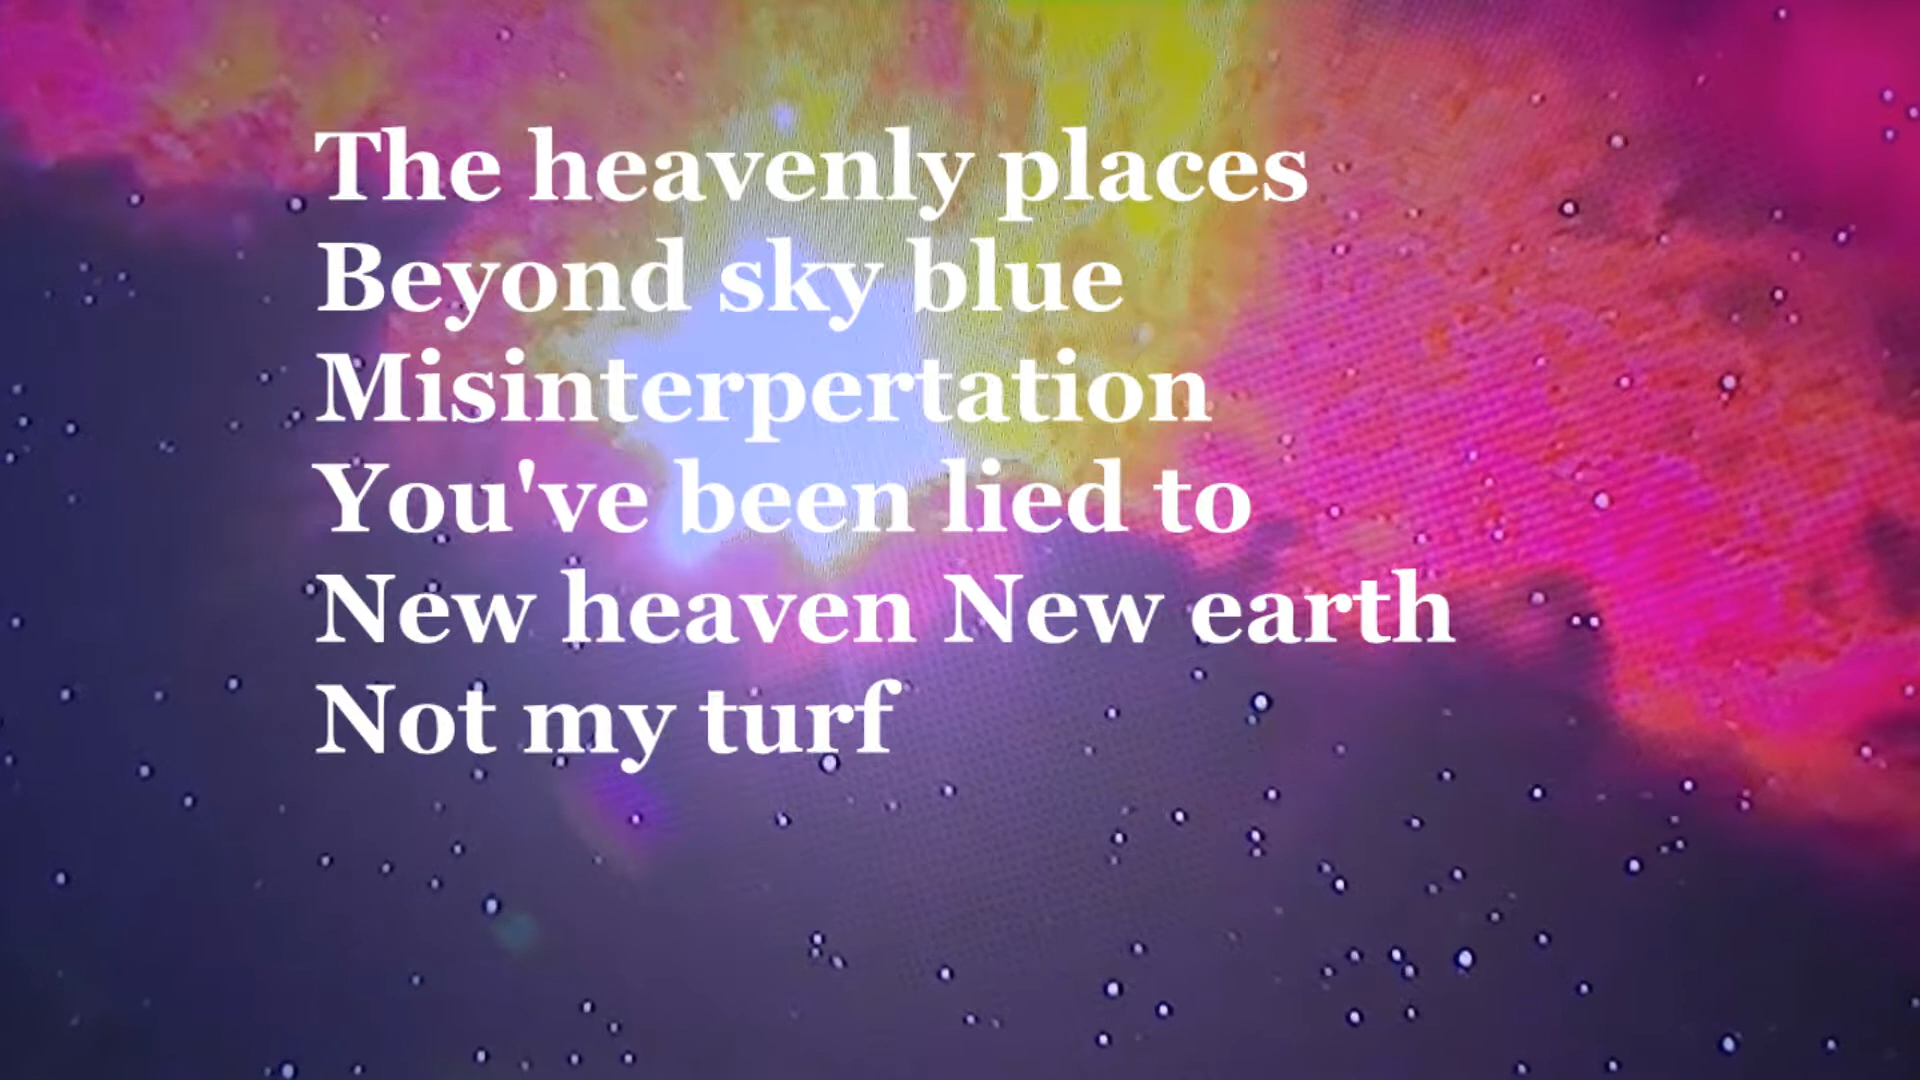 The heavenly places
Beyond sky blue
Misinterpertation
You've been lied to
New heaven New earth
Not my turf